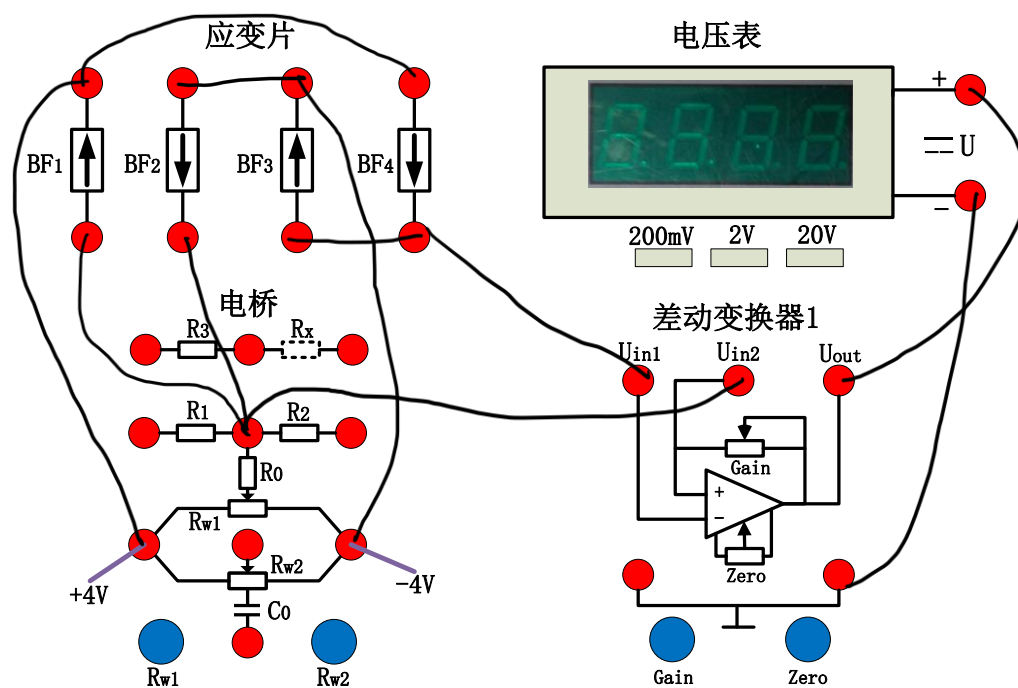 应变片
电压表
BF1
BF2
BF3
BF4
+
U
−
200mV
2V
20V
电桥
R3
Rx
R1
R2
R0
Rw1
Rw2
C0
+4V
−4V
Rw1
Rw2
差动变换器1
Uin1
Uin2
Uout
Gain
+
−
Zero
Gain
Zero